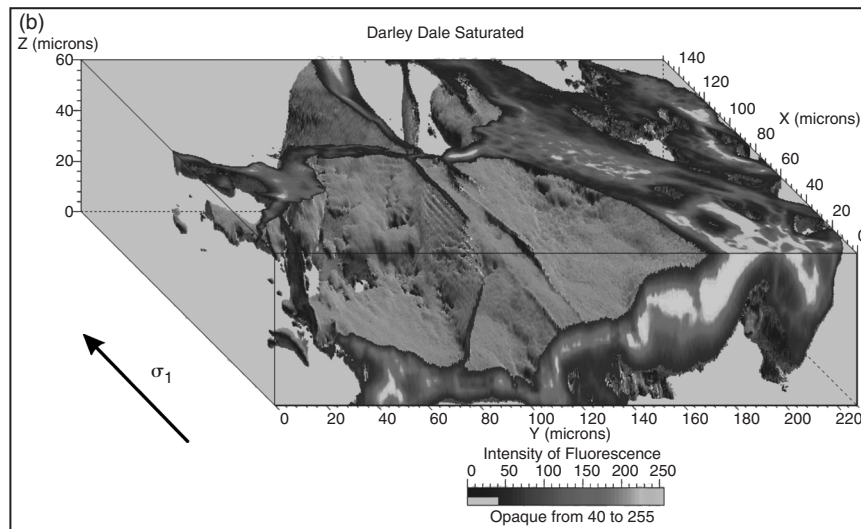 (b)
Darley Dale Saturated
Z (microns)
60
40
20
0
140
120
100
80
60
40
20
0
X (microns)
σ1
0 20 40 60 80 100 120 140 160 180 200 220
Y (microns)
Intensity of Fluorescence
0 50 100 150 200 250
Opaque from 40 to 255